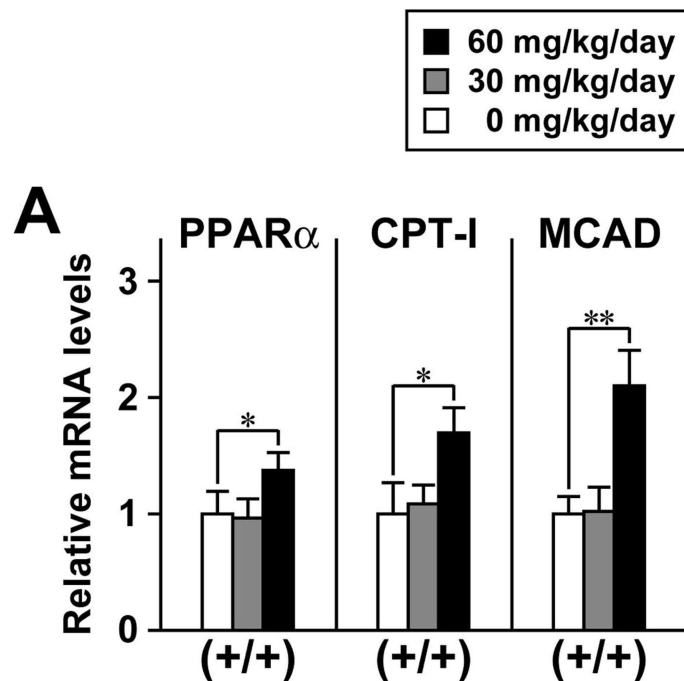 60 mg/kg/day
30 mg/kg/day
0 mg/kg/day
A
PPARα CPT-I MCAD
Relative mRNA levels
3
2
1
0
* * **
(+/+) (+/+) (+/+)